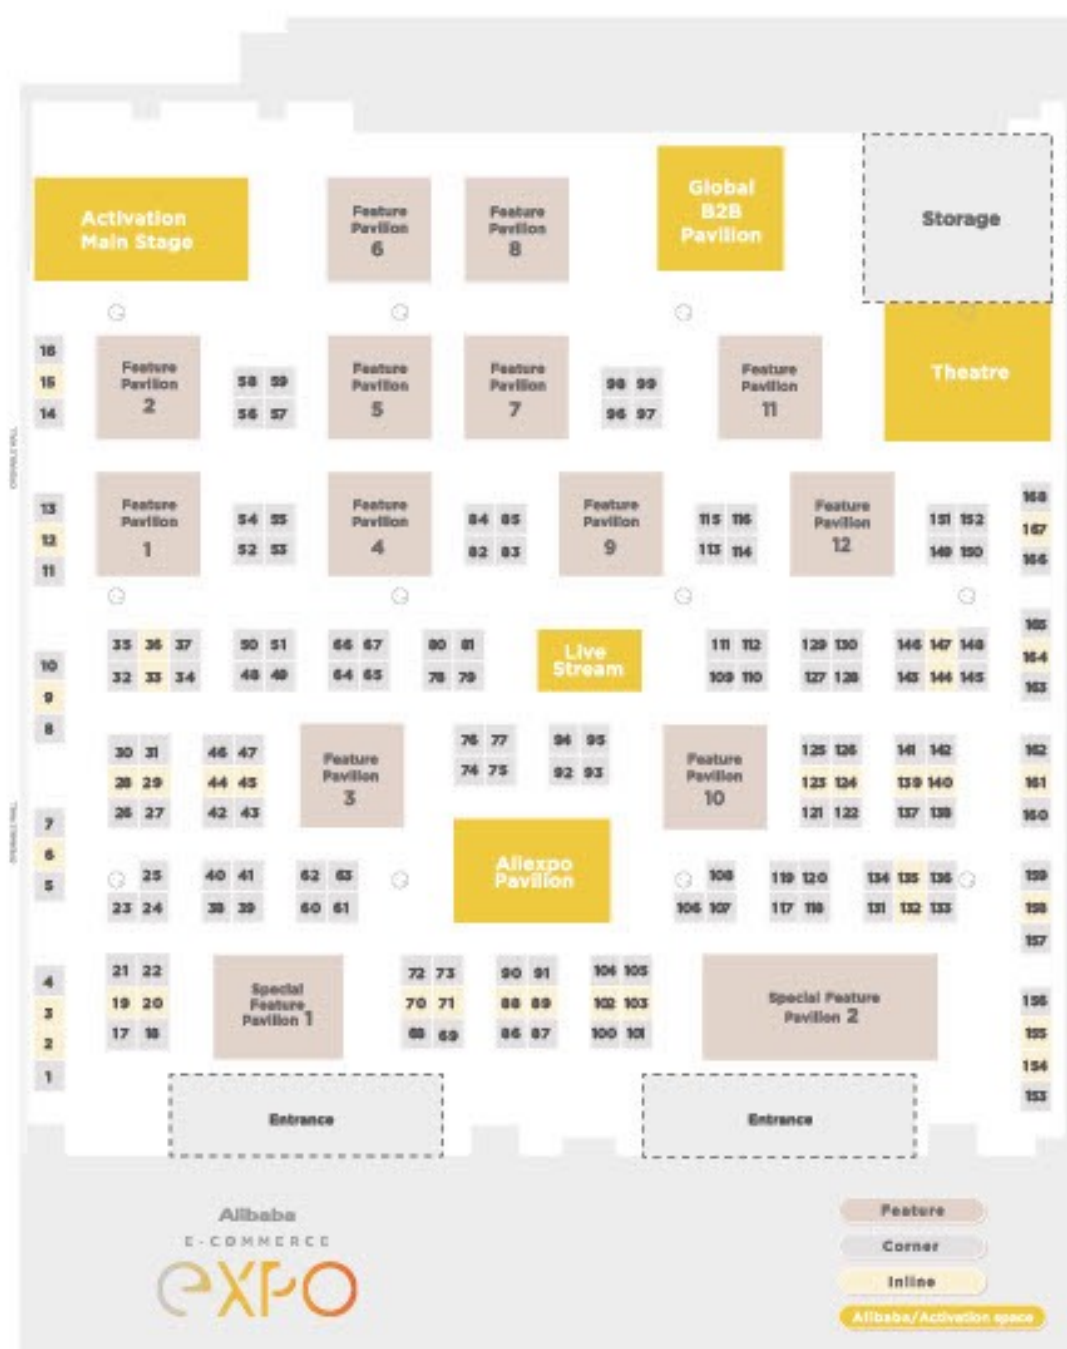 Activation
Main Stage
Feature
Pavilion
6
Feature
Pavilion
8
Global
B2B
Pavilion
Storage
Theatre
16
15
14
Feature
Pavilion
2
58 59
56 57
Feature
Pavilion
5
Feature
Pavilion
7
98 99
96 97
Feature
Pavilion
11
13
12
11
Feature
Pavilion
1
54 55
52 53
Feature
Pavilion
4
84 85
82 83
Feature
Pavilion
9
115 116
113 114
Feature
Pavilion
12
151 152
149 150
168
167
166
10
9
8
35 36 37
32 33 34
50 51
48 49
66 67
64 65
80 81
78 79
Live
Stream
111 112
109 110
129 130
127 128
146 147 148
143 144 145
165
164
163
30 31
28 29
26 27
46 47
44 45
42 43
Feature
Pavilion
3
76 77
74 75
94 95
92 93
Feature
Pavilion
10
125 126
123 124
121 122
141 142
139 140
137 138
162
161
160
7
6
5
25
23 24
40 41
38 39
62 63
60 61
Aliexpo
Pavilion
108
106 107
119 120
117 118
134 135 136
131 132 133
159
158
157
4
3
2
1
21 22
19 20
17 18
Special
Feature
Pavilion 1
72 73
70 71
68 69
90 91
88 89
86 87
104 105
102 103
100 101
Special Feature
Pavilion 2
156
155
154
153
Entrance
Entrance
Alibaba
E-COMMERCE
eXPO
Feature
Corner
Inline
Alibaba/Activation space